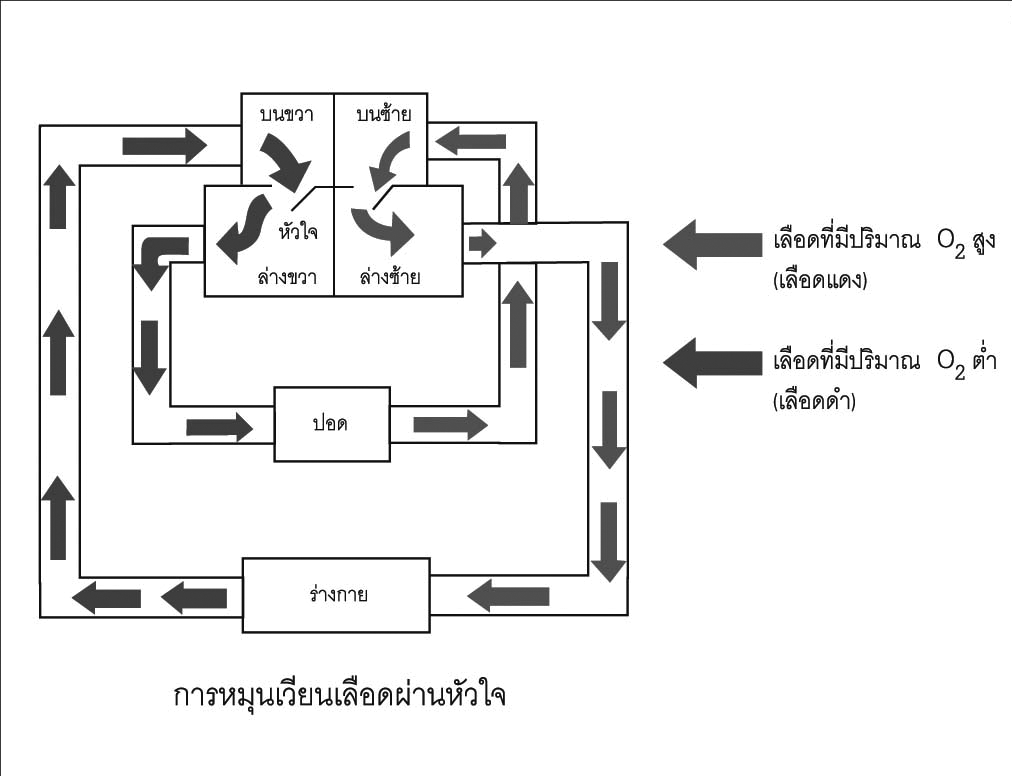 บนขวา
บนซ้าย
หัวใจ
ล่างขวา
ล่างซ้าย
เลือดที่มีปริมาณ O2 สูง
(เลือดแดง)
เลือดที่มีปริมาณ O2 ต่ำ
(เลือดดำ)
ปอด
ร่างกาย
การหมุนเวียนเลือดผ่านหัวใจ